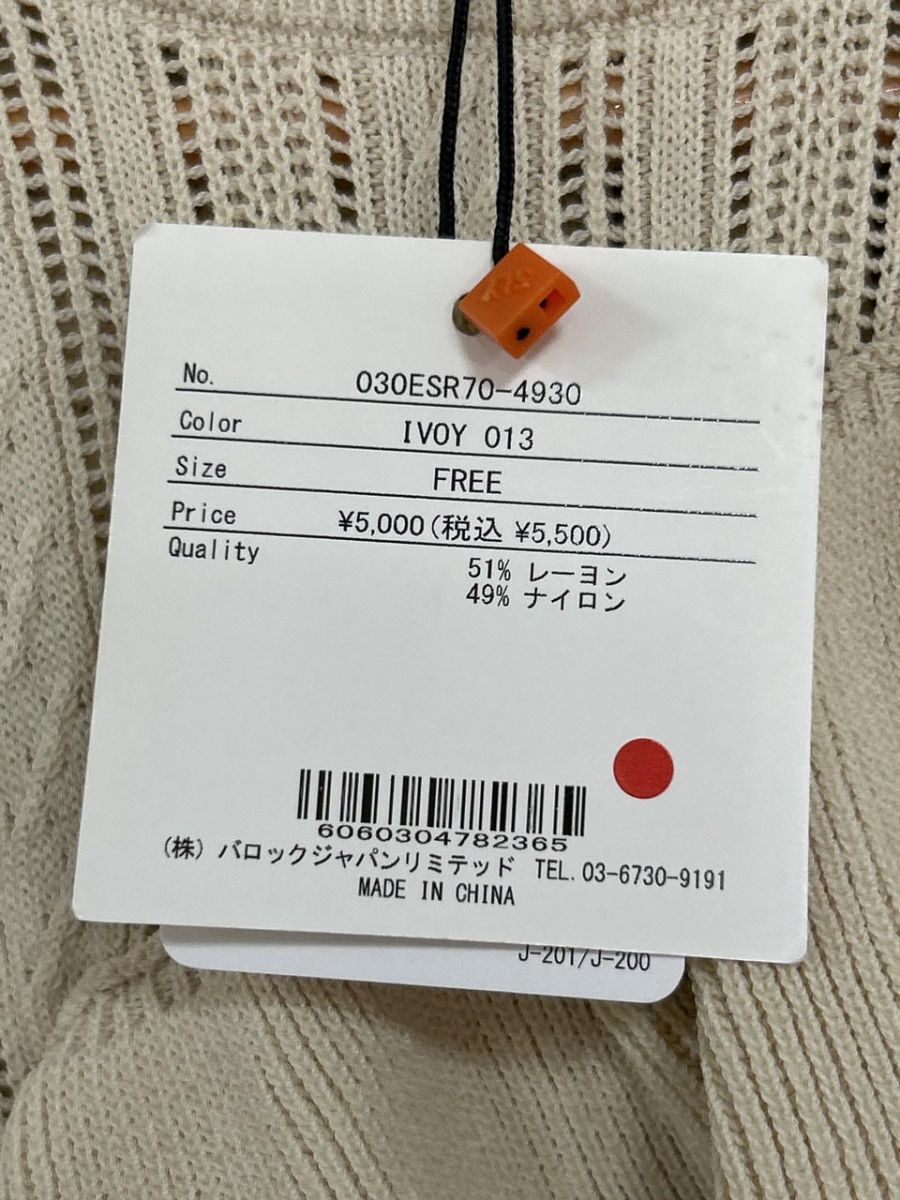 No. 030ESR70-4930
Color IVOY 013
Size FREE
Price ¥5,000(税込 ¥5,500)
Quality 51% レーヨン
49% ナイロン
6060304782365
(株) バロックジャパンリミテッド TEL.03-6730-9191
MADE IN CHINA
J-201/J-200